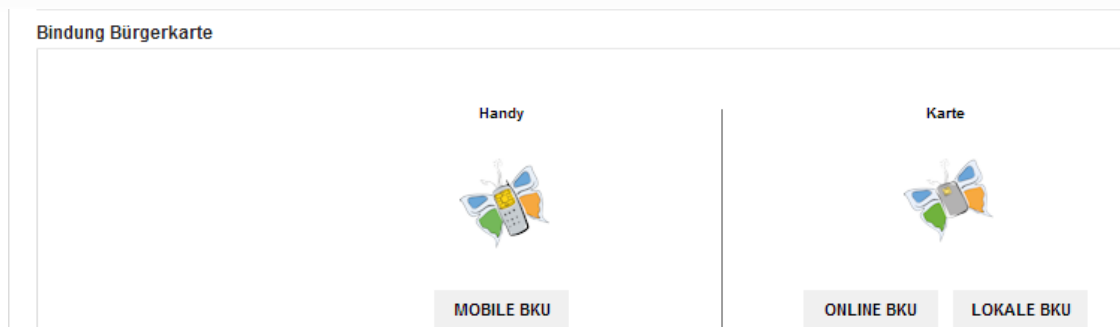 Bindung Bürgerkarte
Handy
Karte
MOBILE BKU
ONLINE BKU
LOKALE BKU